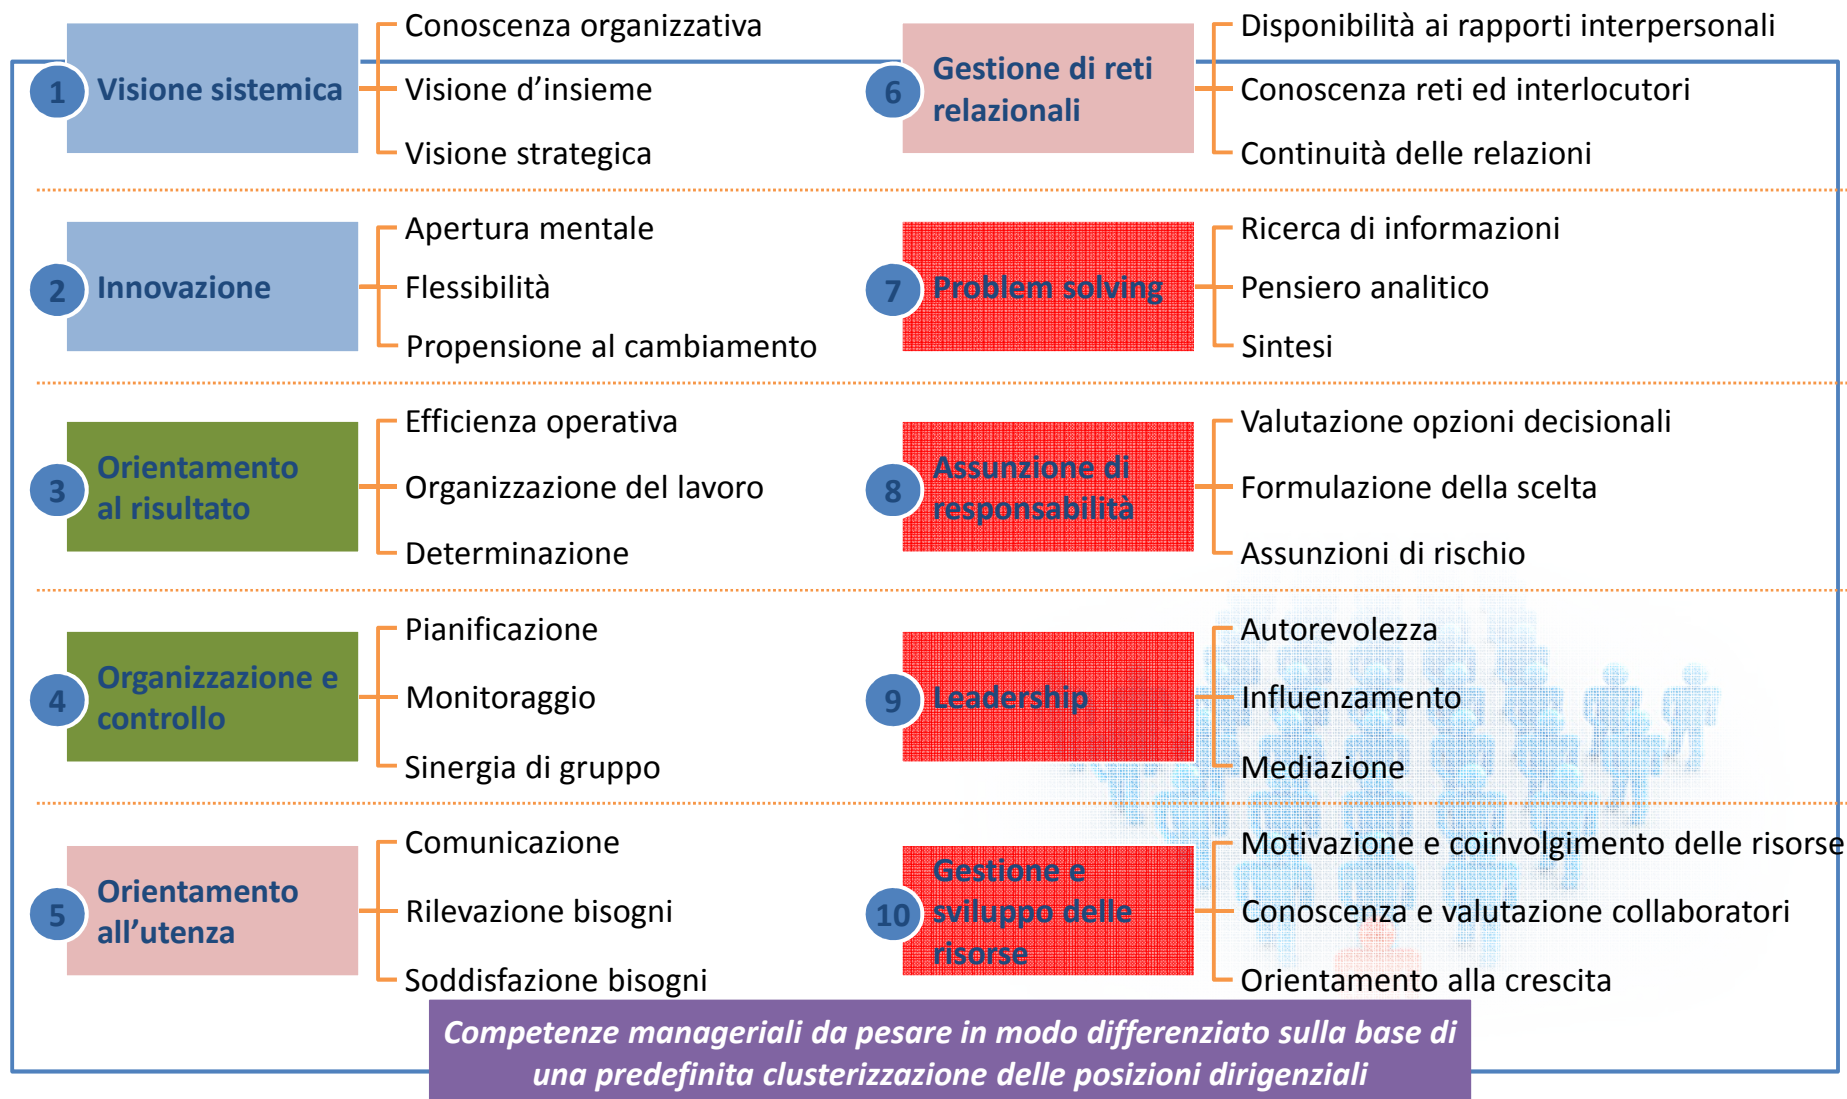 1
Visione sistemica
Conoscenza organizzativa
Visione d'insieme
Visione strategica
2
Innovazione
Apertura mentale
Flessibilità
Propensione al cambiamento
3
Orientamento
al risultato
Efficienza operativa
Organizzazione del lavoro
Determinazione
4
Organizzazione e
controllo
Pianificazione
Monitoraggio
Sinergia di gruppo
5
Orientamento
all'utenza
Comunicazione
Rilevazione bisogni
Soddisfazione bisogni
6
Gestione di reti
relazionali
Disponibilità ai rapporti interpersonali
Conoscenza reti ed interlocutori
Continuità delle relazioni
7
Problem solving
Ricerca di informazioni
Pensiero analitico
Sintesi
8
Assunzione di
responsabilità
Valutazione opzioni decisionali
Formulazione della scelta
Assunzioni di rischio
9
Leadership
Autorevolezza
Influenzamento
Mediazione
10
Gestione e
sviluppo delle
risorse
Motivazione e coinvolgimento delle risorse
Conoscenza e valutazione collaboratori
Orientamento alla crescita
Competenze manageriali da pesare in modo differenziato sulla base di
una predefinita clusterizzazione delle posizioni dirigenziali